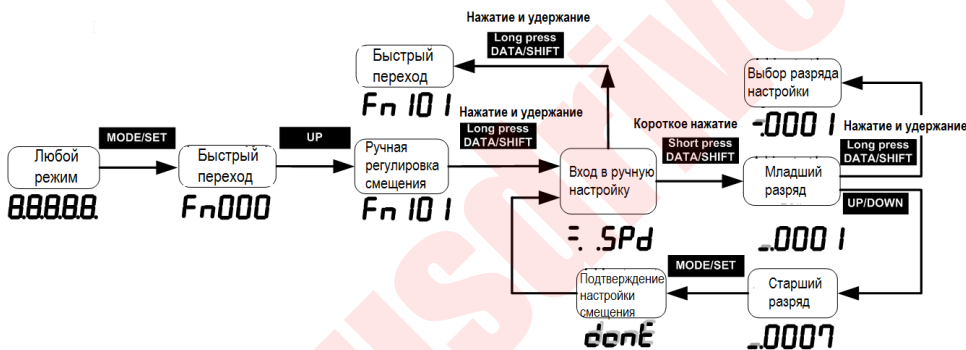 Нажатие и удержание
Long press
DATA/SHIFT
Быстрый
переход
Fn 101
Выбор разряда
настройки
-.0001
MODE/SET
UP
Нажатие и удержание
Long press
DATA/SHIFT
Короткое нажатие
Short press
DATA/SHIFT
Нажатие и удержание
Long press
DATA/SHIFT
Любой
режим
8.8.8.8.8.
Быстрый
переход
Fn000
Ручная
регулировка
смещения
Fn 101
Вход в ручную
настройку
SPd
Младший
разряд
_.0001
UP/DOWN
Подтверждение
настройки
смещения
donE
MODE/SET
Старший
разряд
_.0007